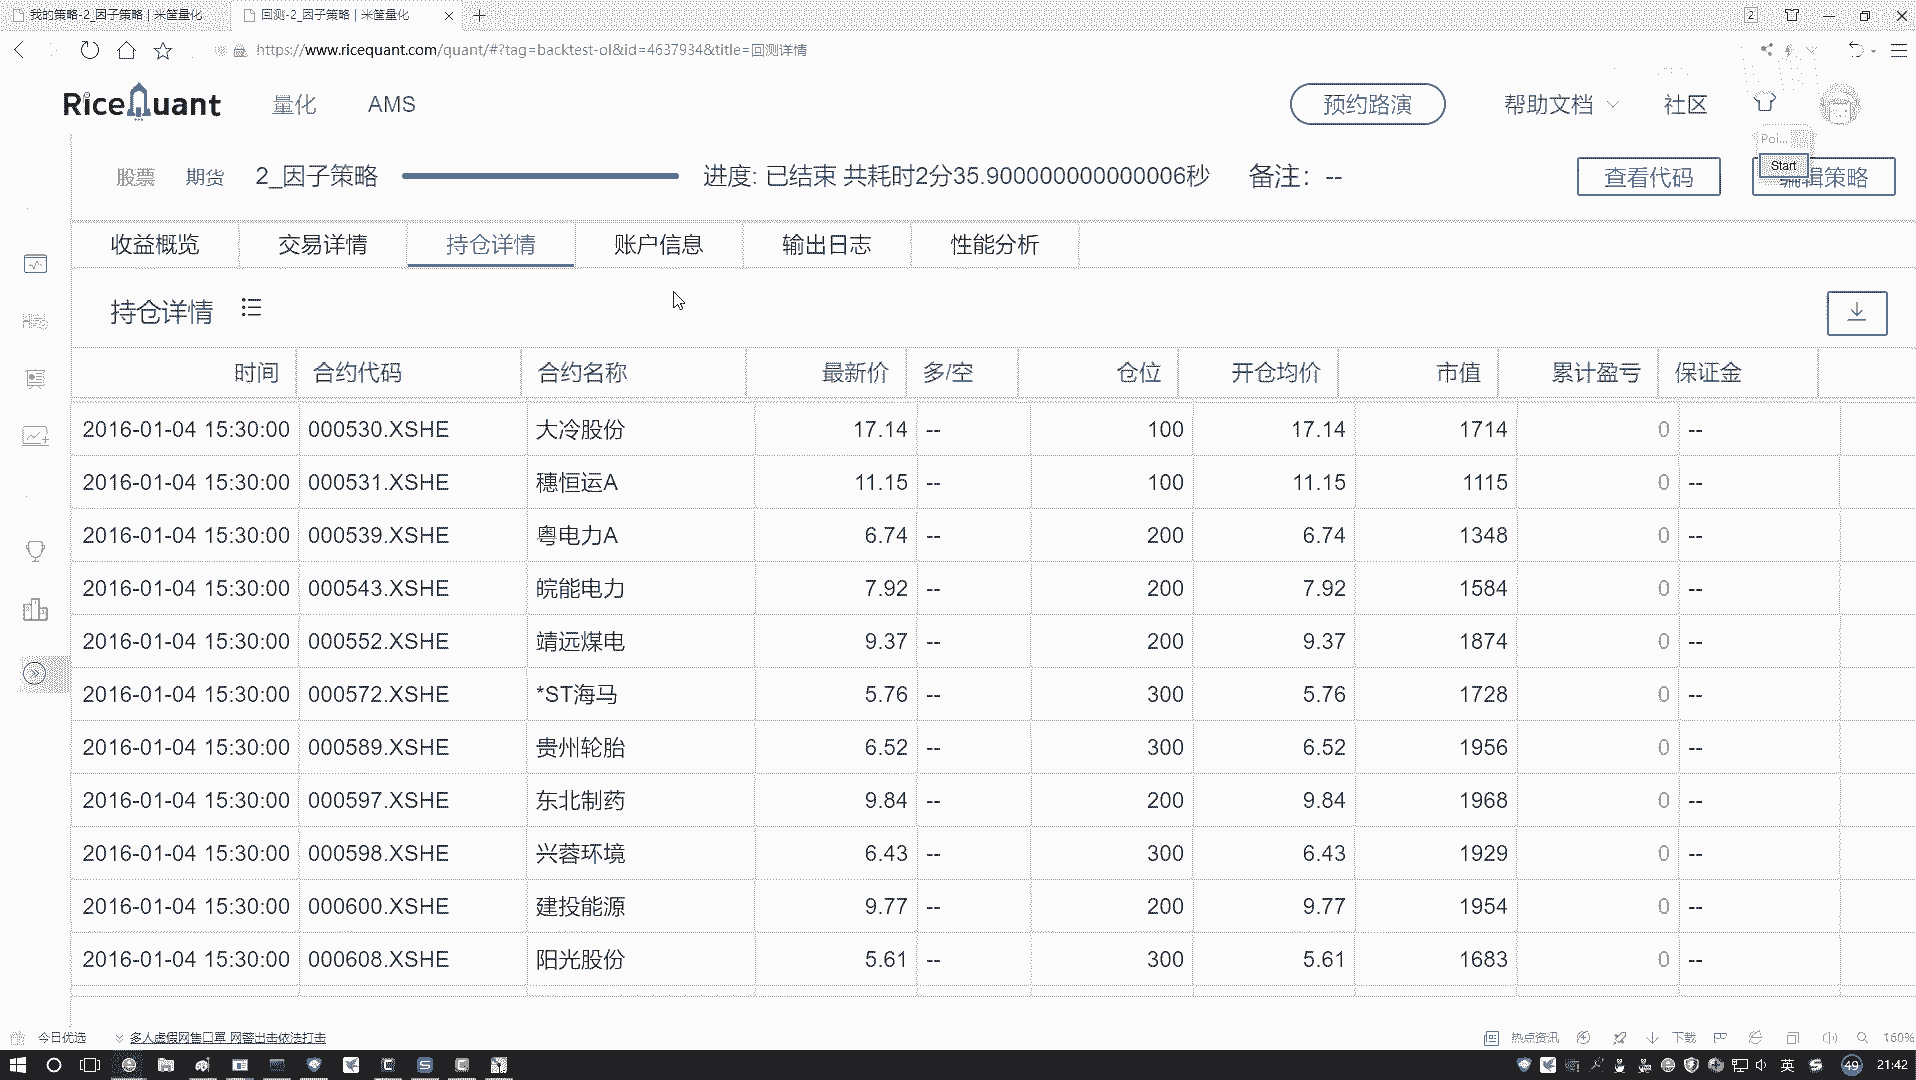 我的策略-2_因子策略 | 米筐量化
回测-2_因子策略 | 米筐量化
2
https://www.ricequant.com/quant/#?tag=backtest-ol&id=4637934&title=回测详情
RiceQuant 量化 AMS 预约路演 帮助文档 社区
Poi...
Start
股票 期货 2_因子策略 进度: 已结束 共耗时2分35.900000000000006秒 备注: -- 查看代码 编辑策略
收益概览 交易详情 持仓详情 账户信息 输出日志 性能分析
持仓详情
时间 合约代码 合约名称 最新价 多/空 仓位 开仓均价 市值 累计盈亏 保证金
2016-01-04 15:30:00 000530.XSHE 大冷股份 17.14 -- 100 17.14 1714 0 --
2016-01-04 15:30:00 000531.XSHE 穗恒运A 11.15 -- 100 11.15 1115 0 --
2016-01-04 15:30:00 000539.XSHE 粤电力A 6.74 -- 200 6.74 1348 0 --
2016-01-04 15:30:00 000543.XSHE 皖能电力 7.92 -- 200 7.92 1584 0 --
2016-01-04 15:30:00 000552.XSHE 靖远煤电 9.37 -- 200 9.37 1874 0 --
2016-01-04 15:30:00 000572.XSHE *ST海马 5.76 -- 300 5.76 1728 0 --
2016-01-04 15:30:00 000589.XSHE 贵州轮胎 6.52 -- 300 6.52 1956 0 --
2016-01-04 15:30:00 000597.XSHE 东北制药 9.84 -- 200 9.84 1968 0 --
2016-01-04 15:30:00 000598.XSHE 兴蓉环境 6.43 -- 300 6.43 1929 0 --
2016-01-04 15:30:00 000600.XSHE 建投能源 9.77 -- 200 9.77 1954 0 --
2016-01-04 15:30:00 000608.XSHE 阳光股份 5.61 -- 300 5.61 1683 0 --
今日优选 多人虚假网售口罩 网警出击依法打击 热点资讯 下载 160%
英 49 21:42